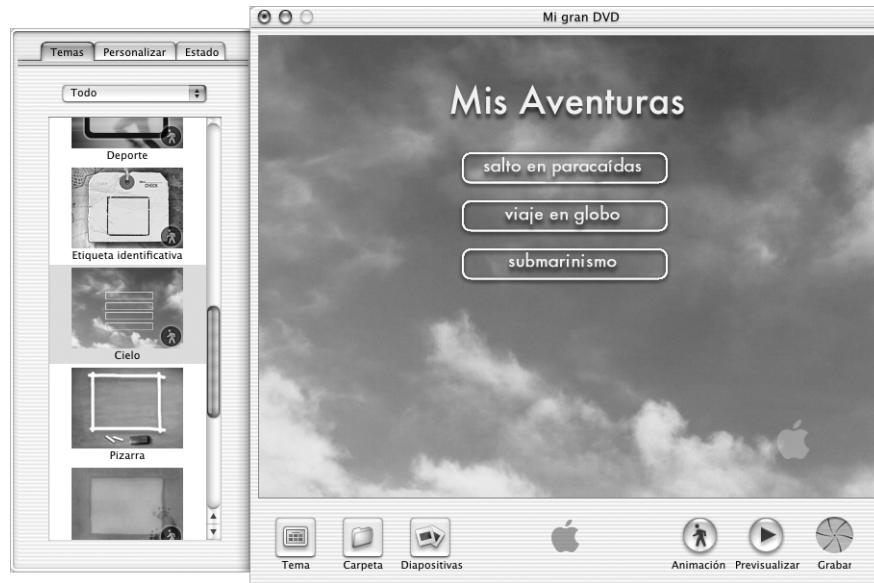 Mi gran DVD
Temas
Personalizar
Estado
Todo
Deporte
CHECK
Etiqueta identificativa
Cielo
Pizarra
Mis Aventuras
salto en paracaídas
viaje en globo
submarinismo
Tema
Carpeta
Diapositivas
Animación
Previsualizar
Grabar